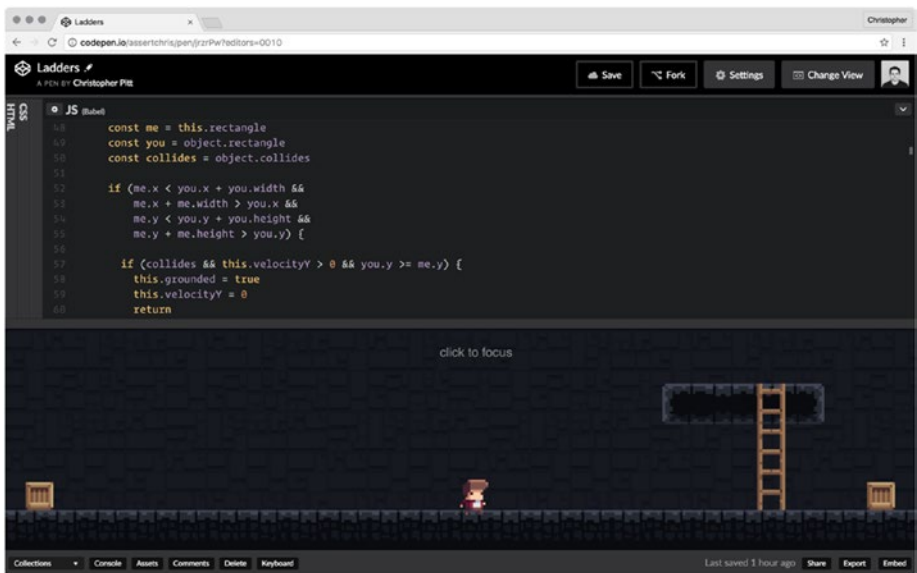 Ladders
Christopher
codepen.io/assertchris/pen/jrzrPw?editors=0010
Ladders
A PEN BY Christopher Pitt
Save
Fork
Settings
Change View
HTML
CSS
JS (Babel)
48 const me = this.rectangle
49 const you = object.rectangle
50 const collides = object.collides
51
52 if (me.x < you.x + you.width &&
53 me.x + me.width > you.x &&
54 me.y < you.y + you.height &&
55 me.y + me.height > you.y) {
56
57 if (collides && this.velocityY > 0 && you.y >= me.y) {
58 this.grounded = true
59 this.velocityY = 0
60 return
click to focus
Collections
Console
Assets
Comments
Delete
Keyboard
Last saved 1 hour ago
Share
Export
Embed